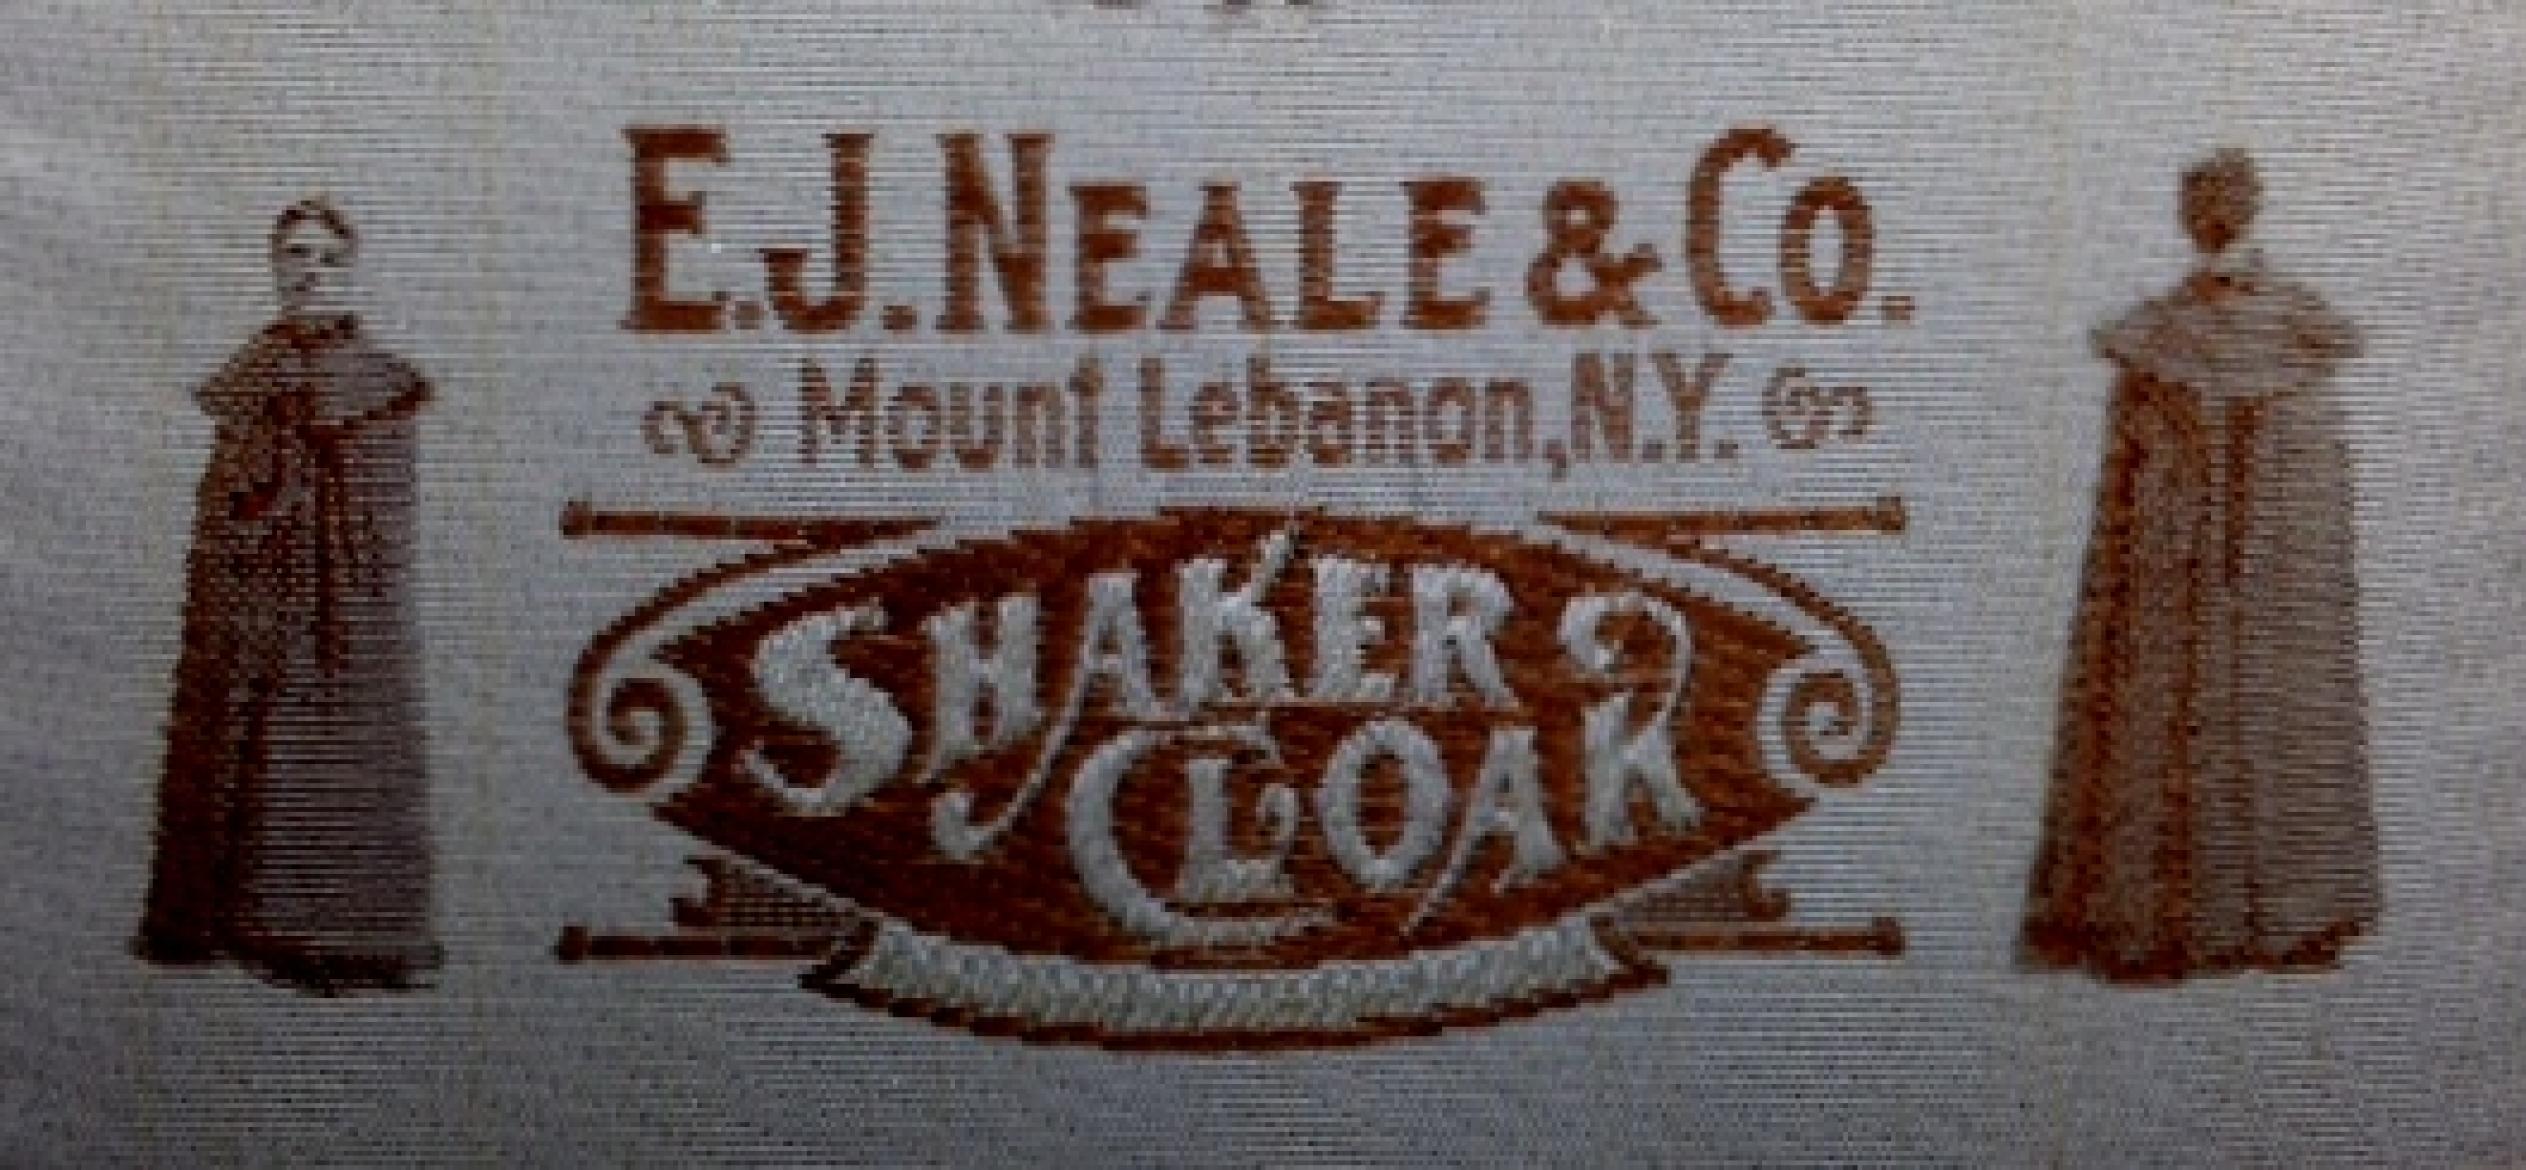 E.J. NEALE & CO.
Mount Lebanon, N.Y.
SHAKER
CLOAK